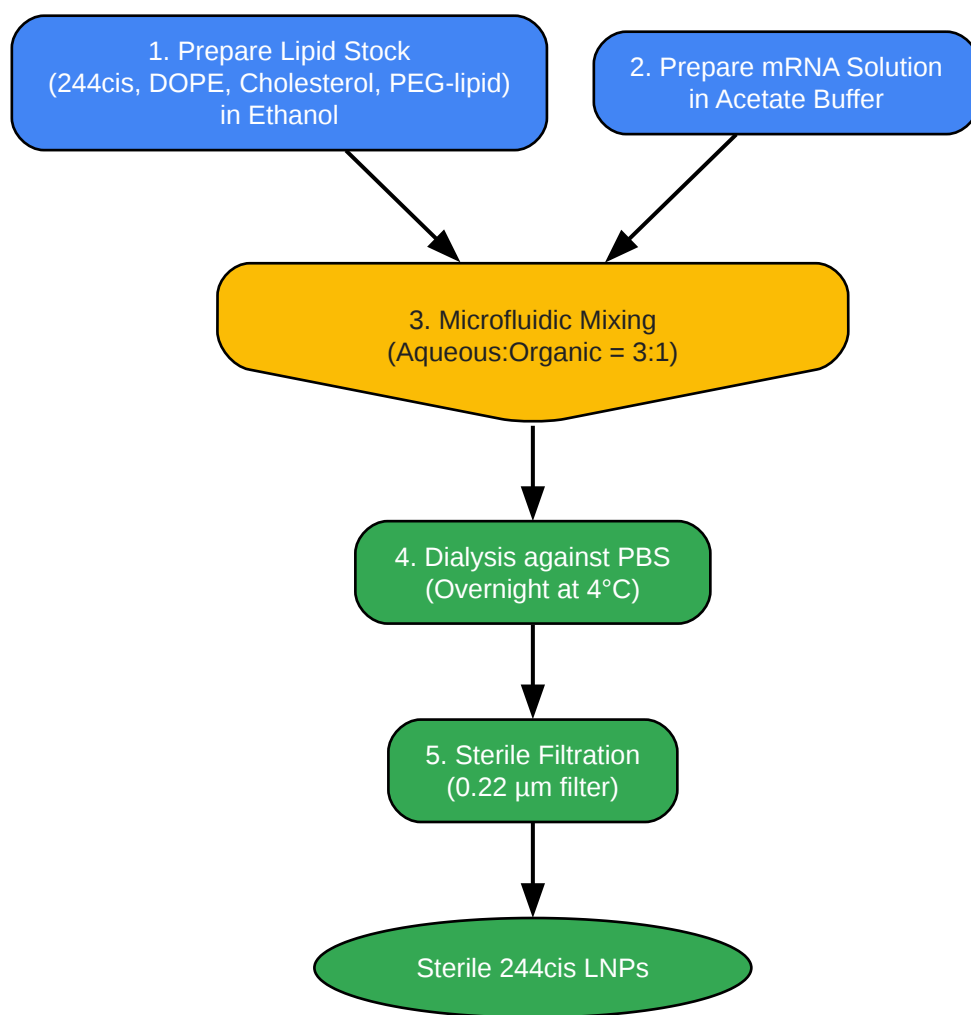 1. Prepare Lipid Stock
(244cis, DOPE, Cholesterol, PEG-lipid)
in Ethanol
2. Prepare mRNA Solution
in Acetate Buffer
3. Microfluidic Mixing
(Aqueous:Organic = 3:1)
4. Dialysis against PBS
(Overnight at 4°C)
5. Sterile Filtration
(0.22 µm filter)
Sterile 244cis LNPs